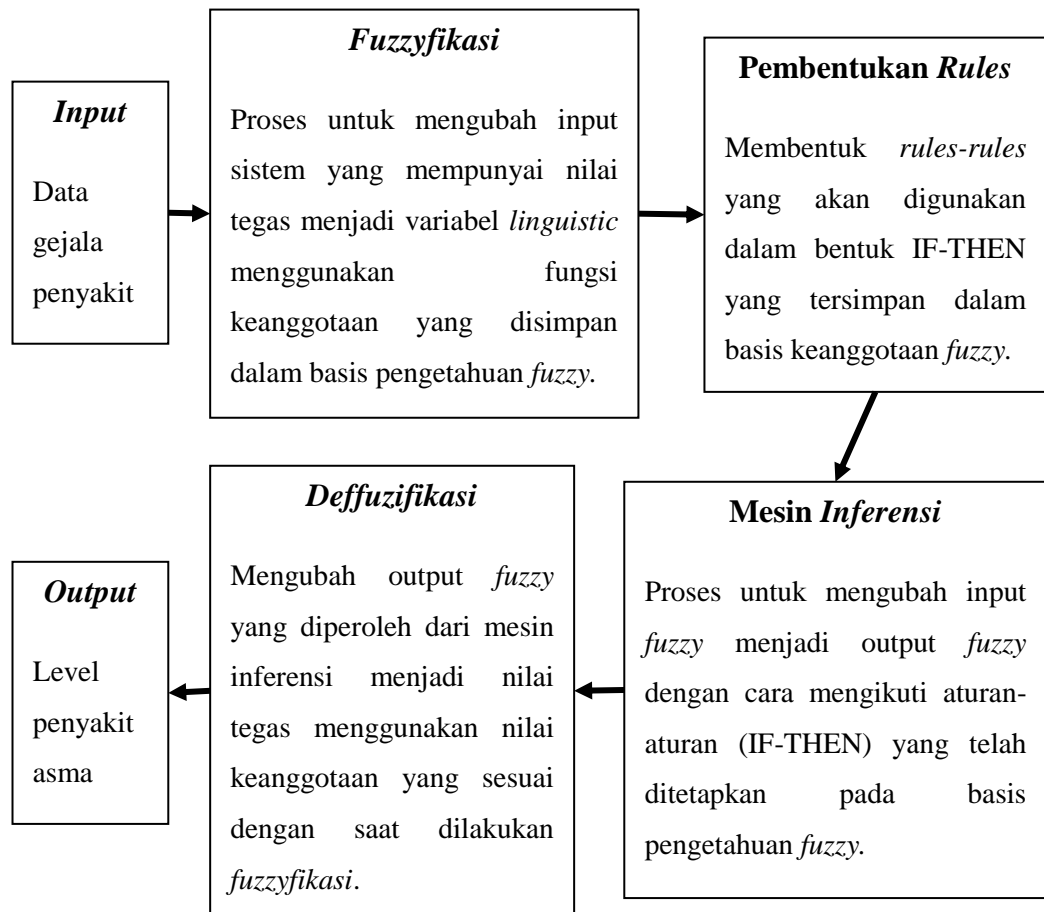 Input
Data
gejala
penyakit
Fuzzyfikasi
Proses untuk mengubah input
sistem yang mempunyai nilai
tegas menjadi variabel linguistic
menggunakan fungsi
keanggotaan yang disimpan
dalam basis pengetahuan fuzzy.
Pembentukan Rules
Membentuk rules-rules
yang akan digunakan
dalam bentuk IF-THEN
yang tersimpan dalam
basis keanggotaan fuzzy.
Mesin Inferensi
Proses untuk mengubah input
fuzzy menjadi output fuzzy
dengan cara mengikuti aturan-
aturan (IF-THEN) yang telah
ditetapkan pada basis
pengetahuan fuzzy.
Deffuzifikasi
Mengubah output fuzzy
yang diperoleh dari mesin
inferensi menjadi nilai
tegas menggunakan nilai
keanggotaan yang sesuai
dengan saat dilakukan
fuzzyfikasi.
Output
Level
penyakit
asma